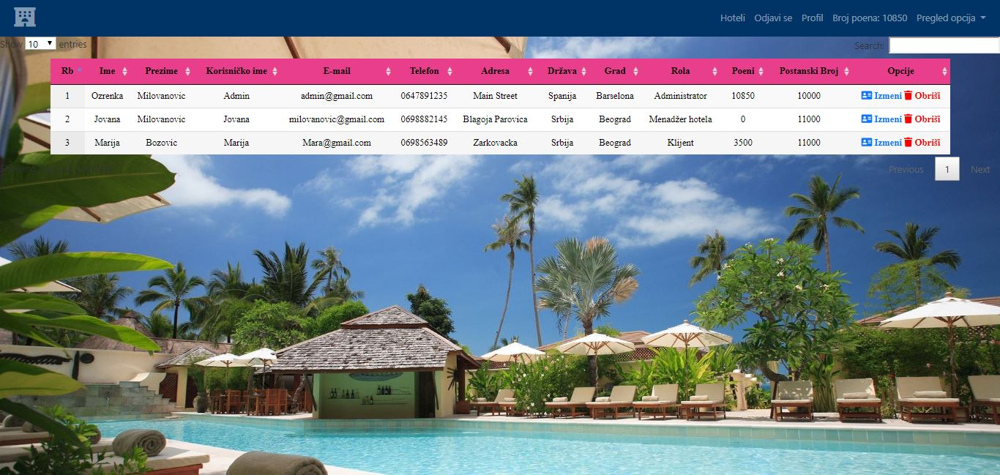 Hoteli Odjavi se Profil Broj poena: 10850 Pregled opcija
Show 10 entries Search:
Rb Ime Prezime Korisničko ime E-mail Telefon Adresa Država Grad Rola Poeni Postanski Broj Opcije
1 Ozrenka Milovanovic Admin admin@gmail.com 0647891235 Main Street Spanija Barselona Administrator 10850 10000 Izmeni Obriši
2 Jovana Milovanovic Jovana milovanovic@gmail.com 0698882145 Blagoja Parovica Srbija Beograd Menadžer hotela 0 11000 Izmeni Obriši
3 Marija Bozovic Marija Mara@gmail.com 0698563489 Zarkovacka Srbija Beograd Klijent 3500 11000 Izmeni Obriši
Showing Previous 1 Next